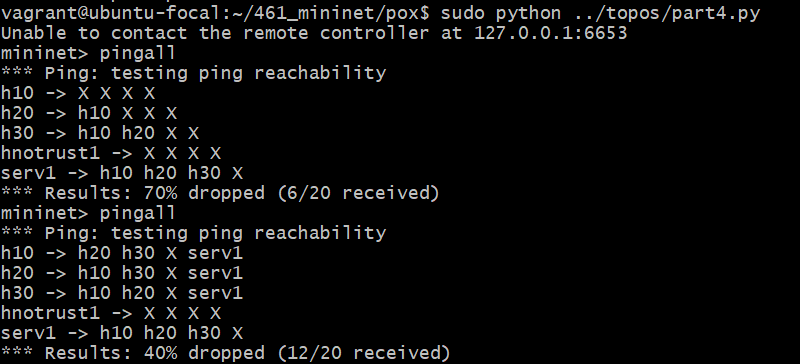 vagrant@ubuntu-focal:~/461_mininet/pox$ sudo python ../topos/part4.py
Unable to contact the remote controller at 127.0.0.1:6653
mininet> pingall
*** Ping: testing ping reachability
h10 -> X X X X
h20 -> h10 X X X
h30 -> h10 h20 X X
hnotrust1 -> X X X X
serv1 -> h10 h20 h30 X
*** Results: 70% dropped (6/20 received)
mininet> pingall
*** Ping: testing ping reachability
h10 -> h20 h30 X serv1
h20 -> h10 h30 X serv1
h30 -> h10 h20 X serv1
hnotrust1 -> X X X X
serv1 -> h10 h20 h30 X
*** Results: 40% dropped (12/20 received)